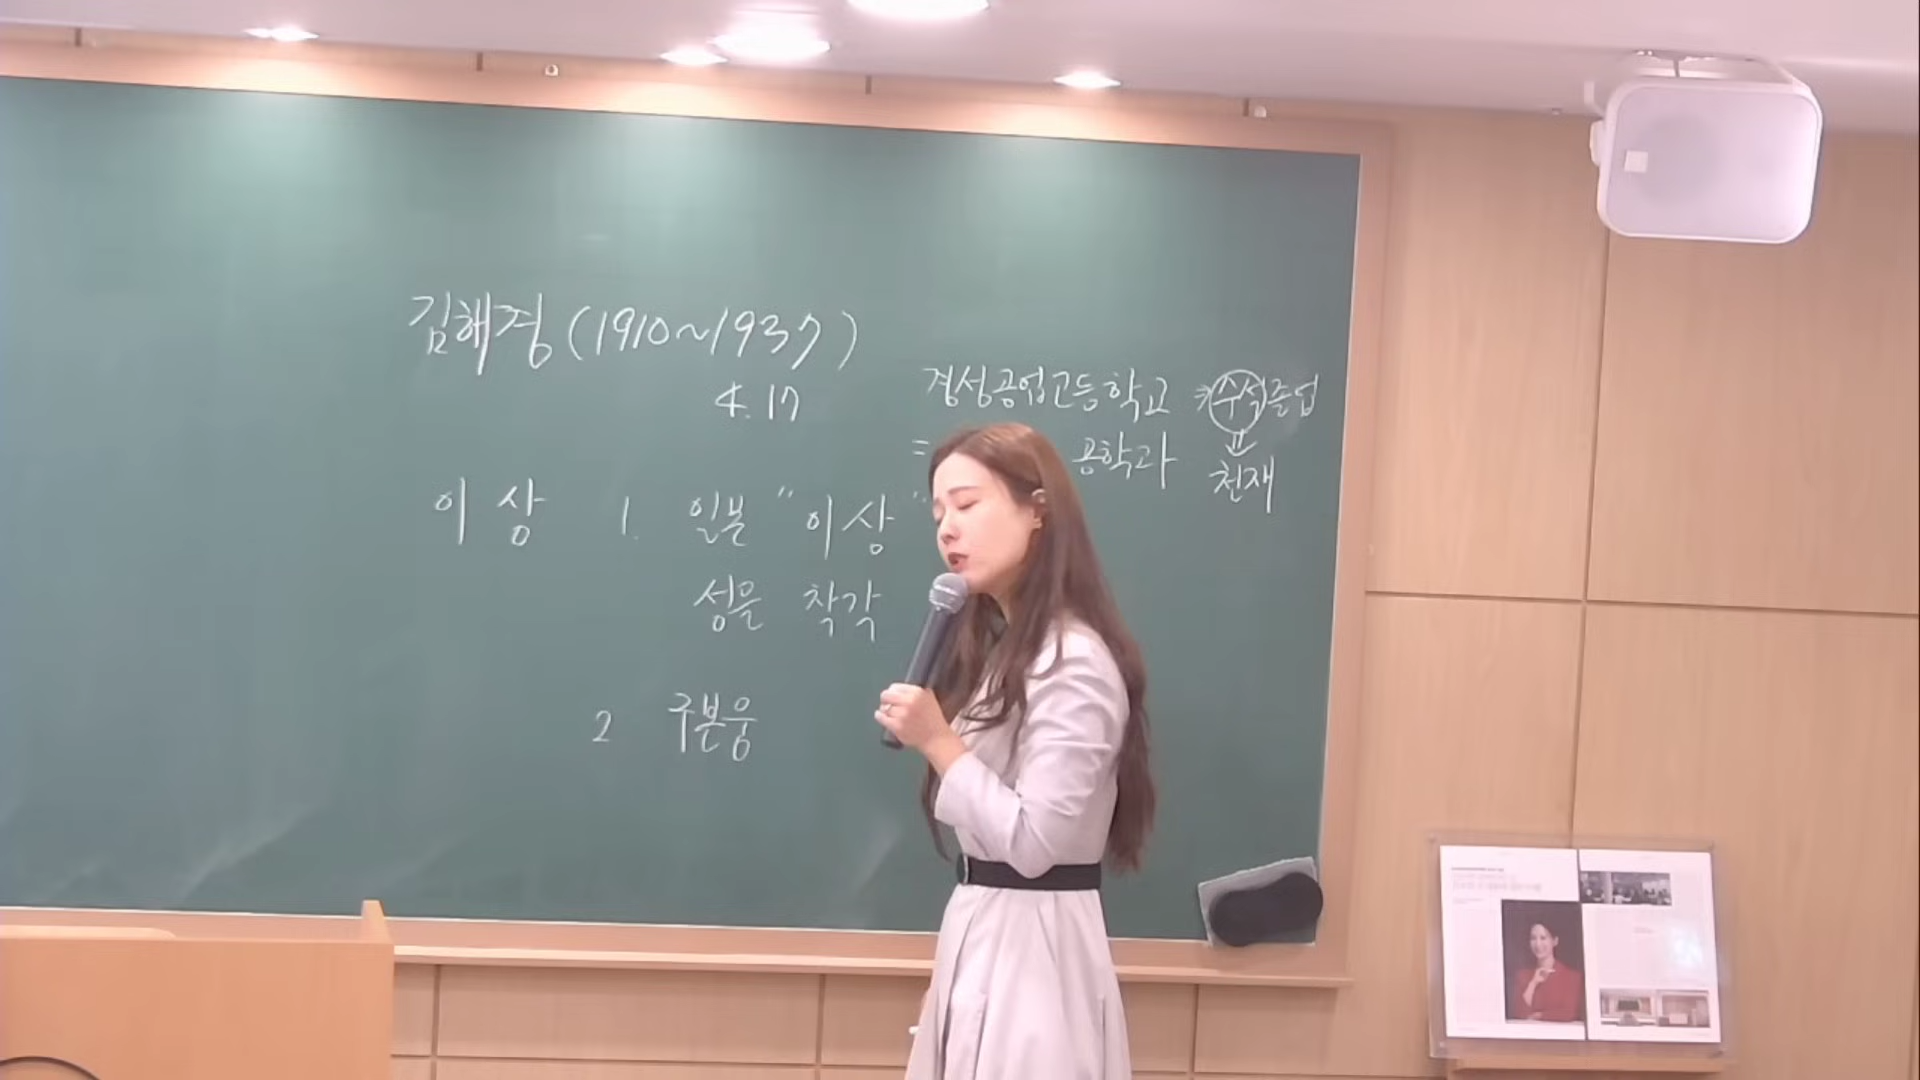 김해경 (1910~1937)
4. 17
경성공업고등학교 수석졸업
공학과 천재
이상 1. 일본 "이상"
성을 착각
2 구본웅